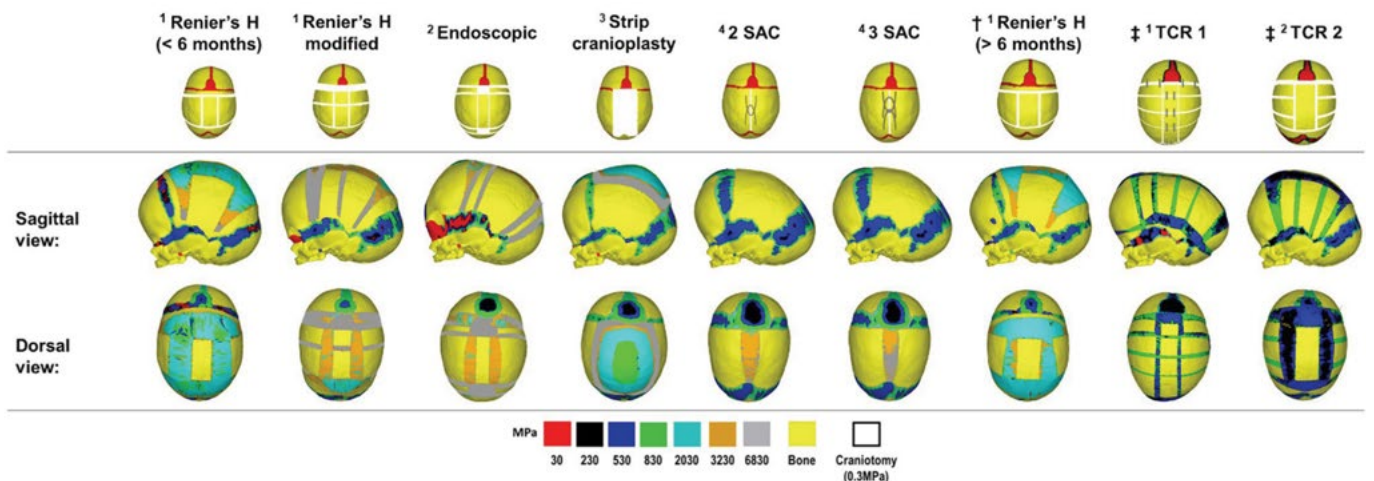 ¹ Renier's H
(< 6 months)
¹ Renier's H
modified
² Endoscopic
³ Strip
cranioplasty
⁴ 2 SAC
⁴ 3 SAC
† ¹ Renier's H
(> 6 months)
‡ ¹ TCR 1
‡ ² TCR 2
Sagittal
view:
Dorsal
view:
MPa
30 230 530 830 2030 3230 6830 Bone Craniotomy
(0.3MPa)